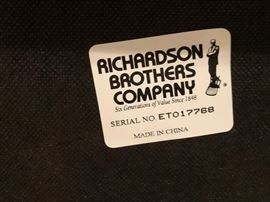 RICHARDSON
BROTHERS
COMPANY
Six Generations of Value Since 1848
SERIAL NO. ET017768
MADE IN CHINA